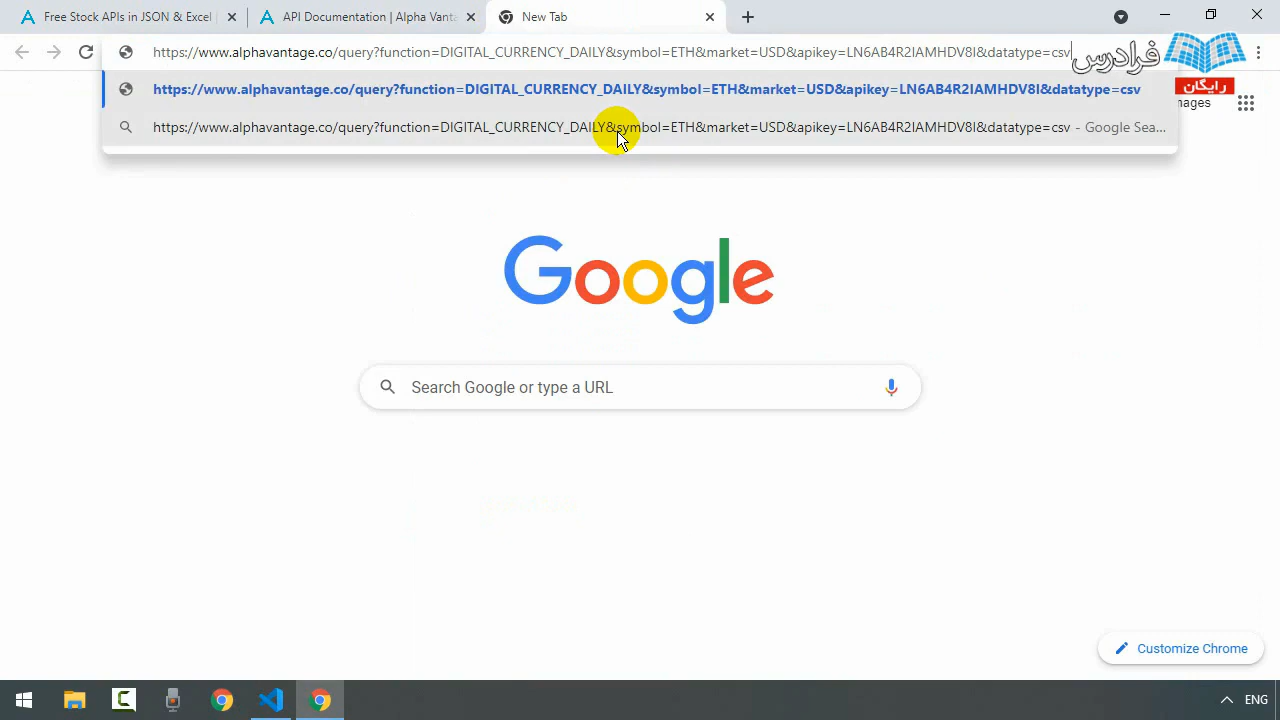 Free Stock APIs in JSON & Excel
API Documentation | Alpha Vanta
New Tab
https://www.alphavantage.co/query?function=DIGITAL_CURRENCY_DAILY&symbol=ETH&market=USD&apikey=LN6AB4R2IAMHDV8I&datatype=csv
فرادرس
رایگان
https://www.alphavantage.co/query?function=DIGITAL_CURRENCY_DAILY&symbol=ETH&market=USD&apikey=LN6AB4R2IAMHDV8I&datatype=csv
mages
https://www.alphavantage.co/query?function=DIGITAL_CURRENCY_DAILY&symbol=ETH&market=USD&apikey=LN6AB4R2IAMHDV8I&datatype=csv - Google Sea...
Google
Search Google or type a URL
Customize Chrome
ENG